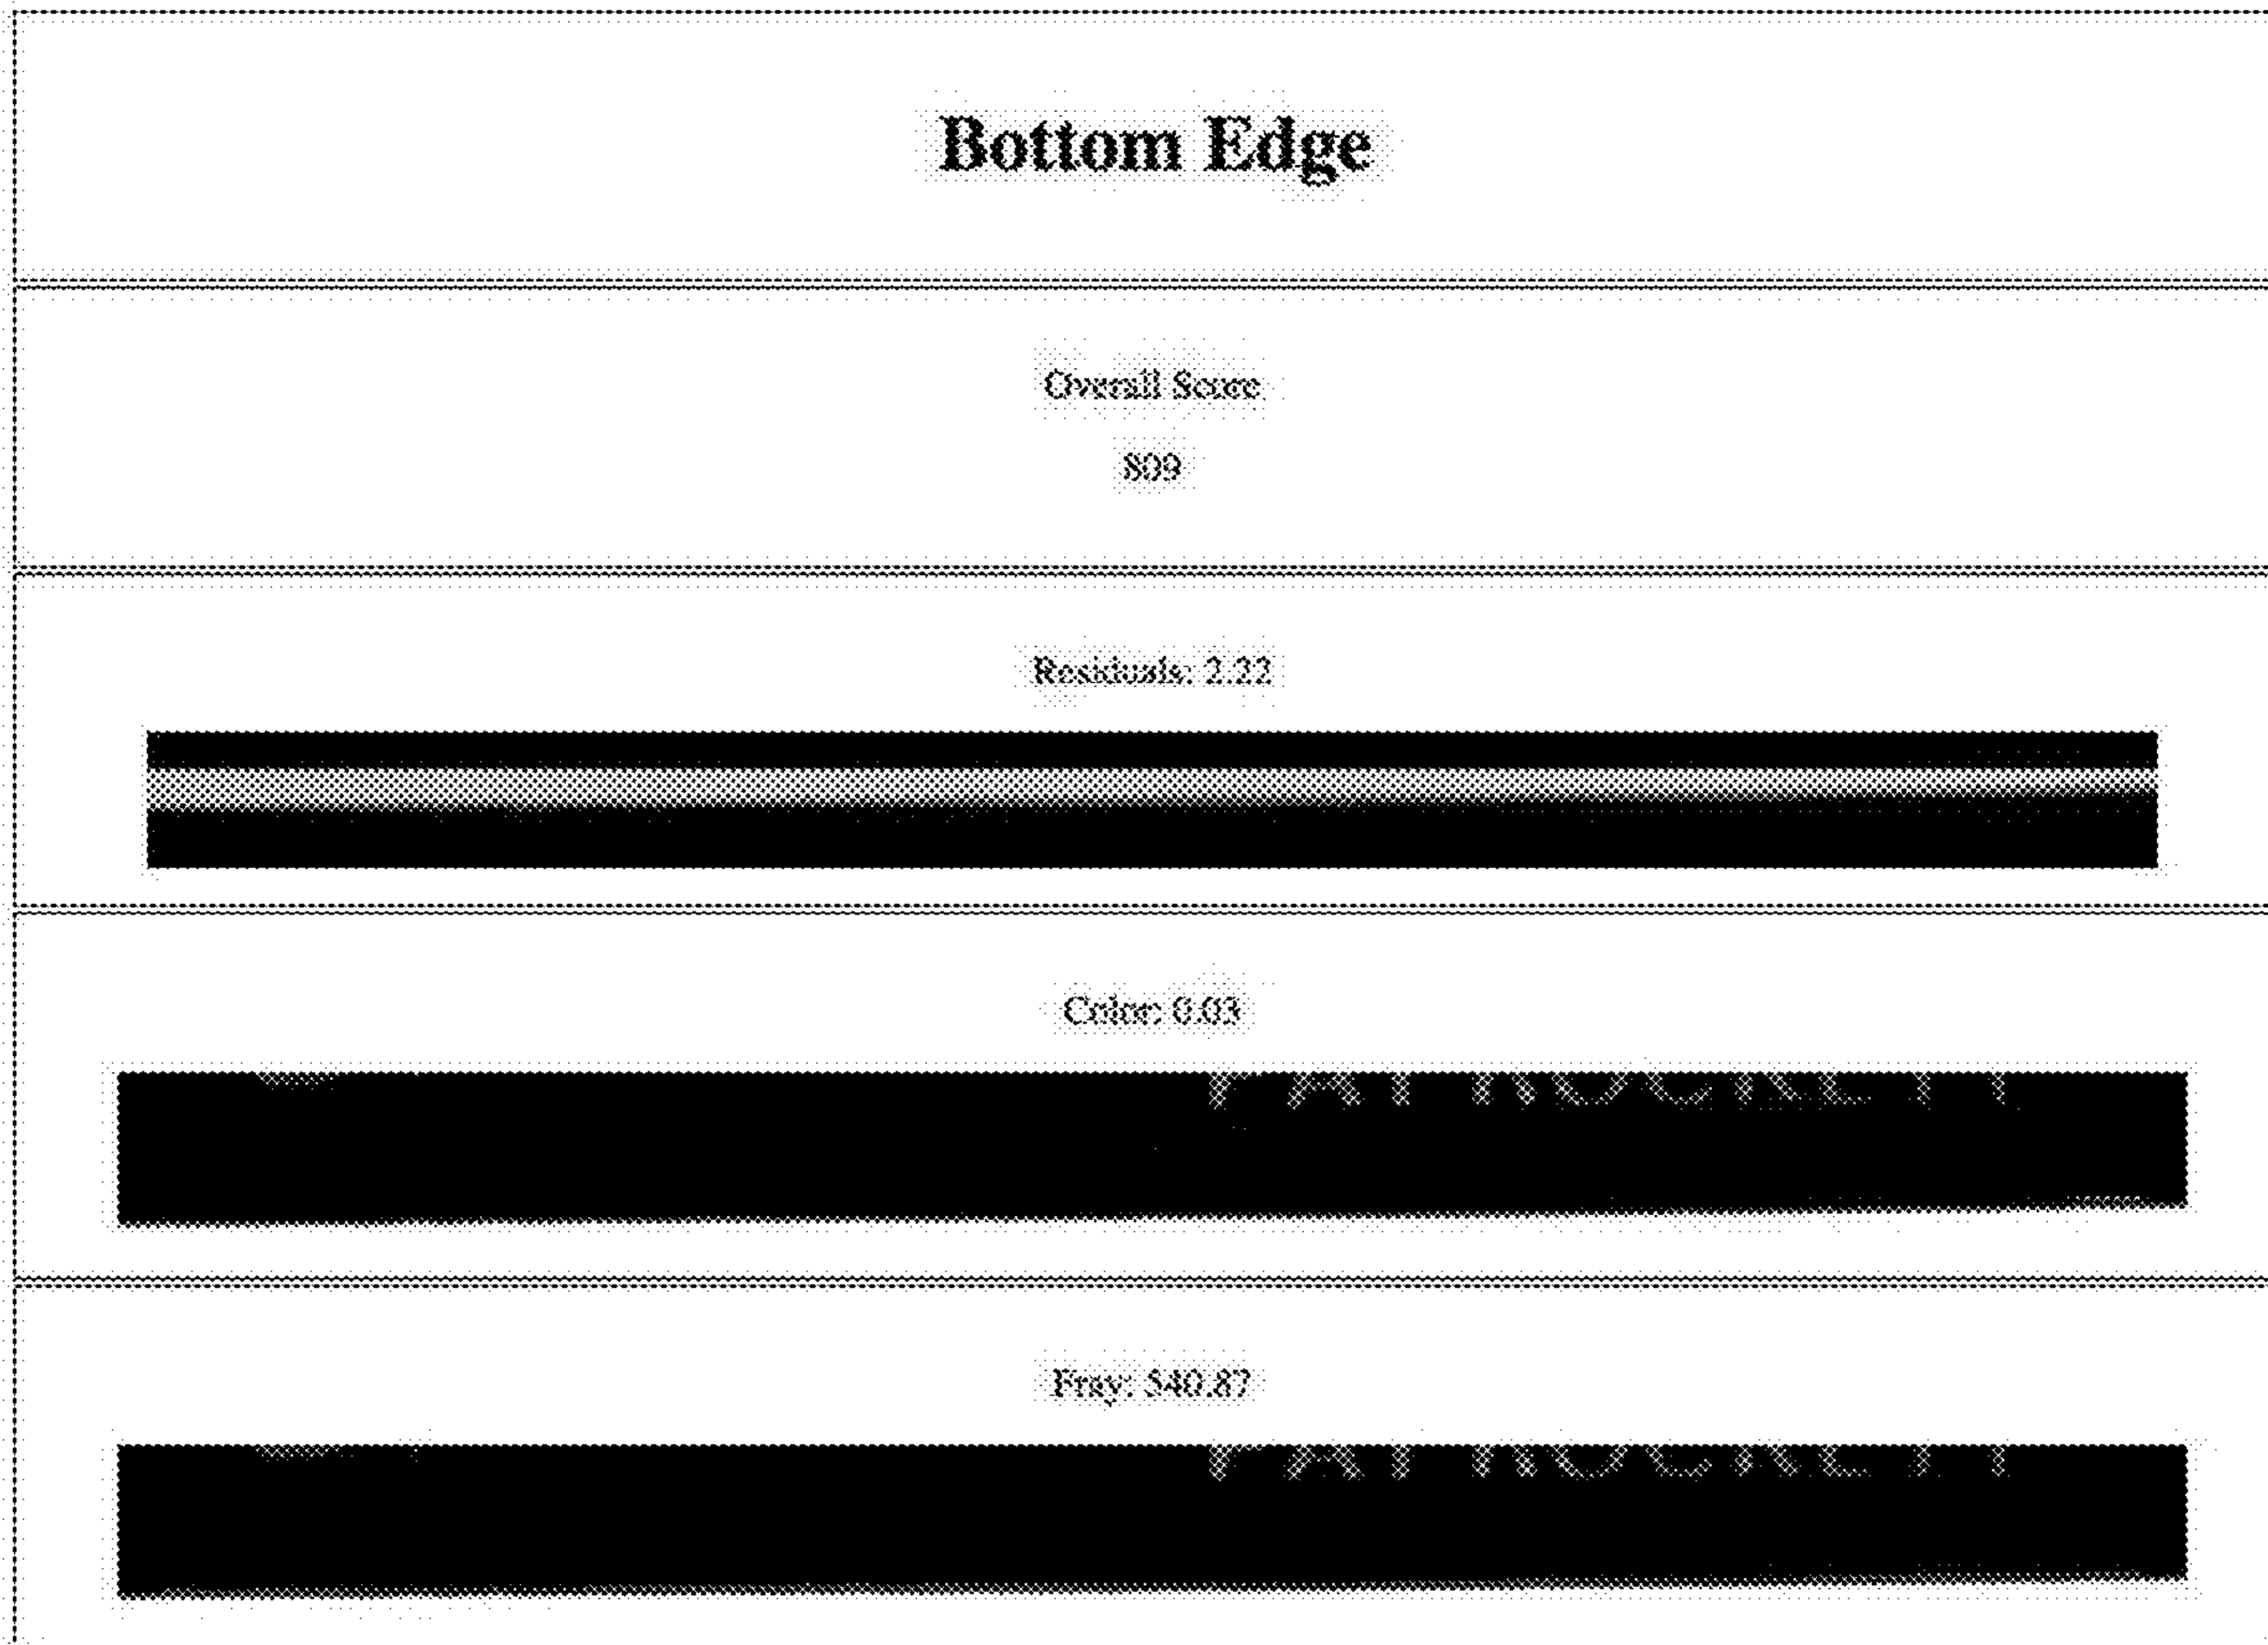 Bottom Edge
Overall Score
809
Residuals: 2.22
Color: 0.03
Fray: 540.87